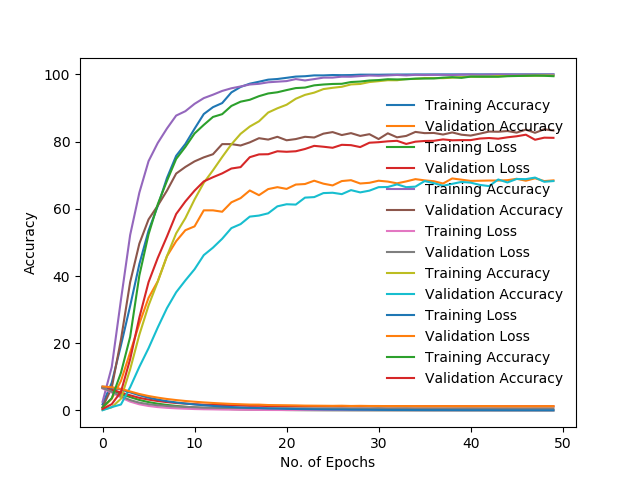 100
80
60
40
20
0
Accuracy
Training Accuracy
Validation Accuracy
Training Loss
Validation Loss
Training Accuracy
Validation Accuracy
Training Loss
Validation Loss
Training Accuracy
Validation Accuracy
Training Loss
Validation Loss
Training Accuracy
Validation Accuracy
0 10 20 30 40 50
No. of Epochs